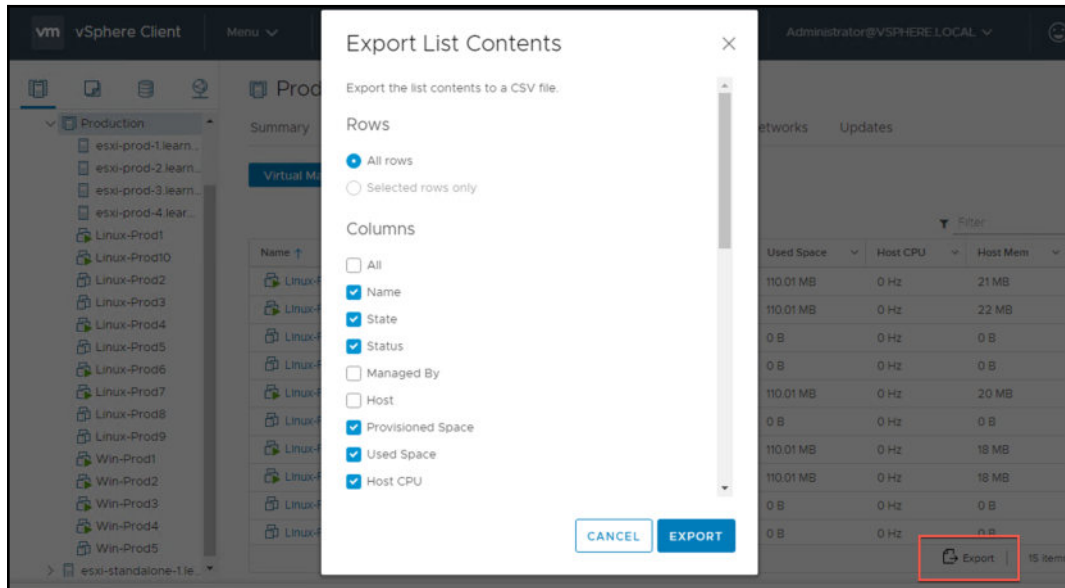 vm vSphere Client Menu Administrator@VSPHERE.LOCAL
Export List Contents
Export the list contents to a CSV file.
Rows
All rows
Selected rows only
Columns
All
Name
State
Status
Managed By
Host
Provisioned Space
Used Space
Host CPU
CANCEL EXPORT
Production
esxi-prod-1.learn...
esxi-prod-2.learn...
esxi-prod-3.learn...
esxi-prod-4.lear...
Linux-Prod1
Linux-Prod10
Linux-Prod2
Linux-Prod3
Linux-Prod4
Linux-Prod5
Linux-Prod6
Linux-Prod7
Linux-Prod8
Linux-Prod9
Win-Prod1
Win-Prod2
Win-Prod3
Win-Prod4
Win-Prod5
esxi-standalone-1.le...
Prod
Summary etworks Updates
Virtual Ma
Filter
Name Used Space Host CPU Host Mem
Linux-P 110.01 MB 0 Hz 21 MB
Linux-P 110.01 MB 0 Hz 22 MB
Linux-P 0 B 0 Hz 0 B
Linux-P 0 B 0 Hz 0 B
Linux-P 110.01 MB 0 Hz 20 MB
Linux-P 0 B 0 Hz 0 B
Linux-P 110.01 MB 0 Hz 18 MB
Linux-P 110.01 MB 0 Hz 18 MB
Linux-P 0 B 0 Hz 0 B
Linux-P 0 B 0 Hz 0 B
Export 15 items